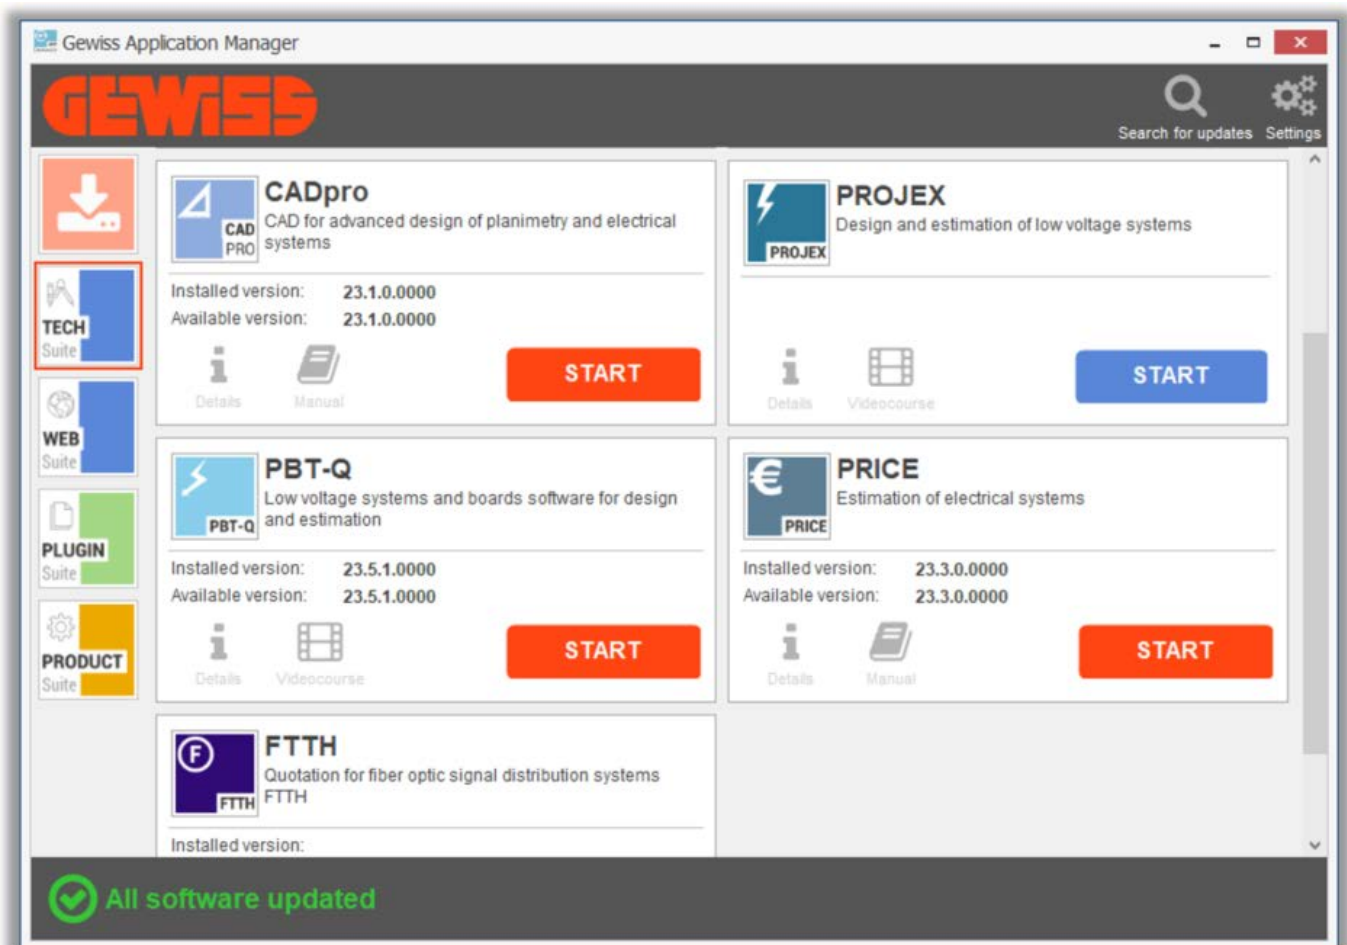 Gewiss Application Manager
GEWISS
Search for updates
Settings
TECH
Suite
WEB
Suite
PLUGIN
Suite
PRODUCT
Suite
CAD
PRO
CADpro
CAD for advanced design of planimetry and electrical
systems
Installed version: 23.1.0.0000
Available version: 23.1.0.0000
Details
Manual
START
PROJEX
PROJEX
Design and estimation of low voltage systems
Details
Videocourse
START
PBT-Q
PBT-Q
Low voltage systems and boards software for design
and estimation
Installed version: 23.5.1.0000
Available version: 23.5.1.0000
Details
Videocourse
START
€
PRICE
PRICE
Estimation of electrical systems
Installed version: 23.3.0.0000
Available version: 23.3.0.0000
Details
Manual
START
F
FTTH
FTTH
Quotation for fiber optic signal distribution systems
FTTH
Installed version:
All software updated